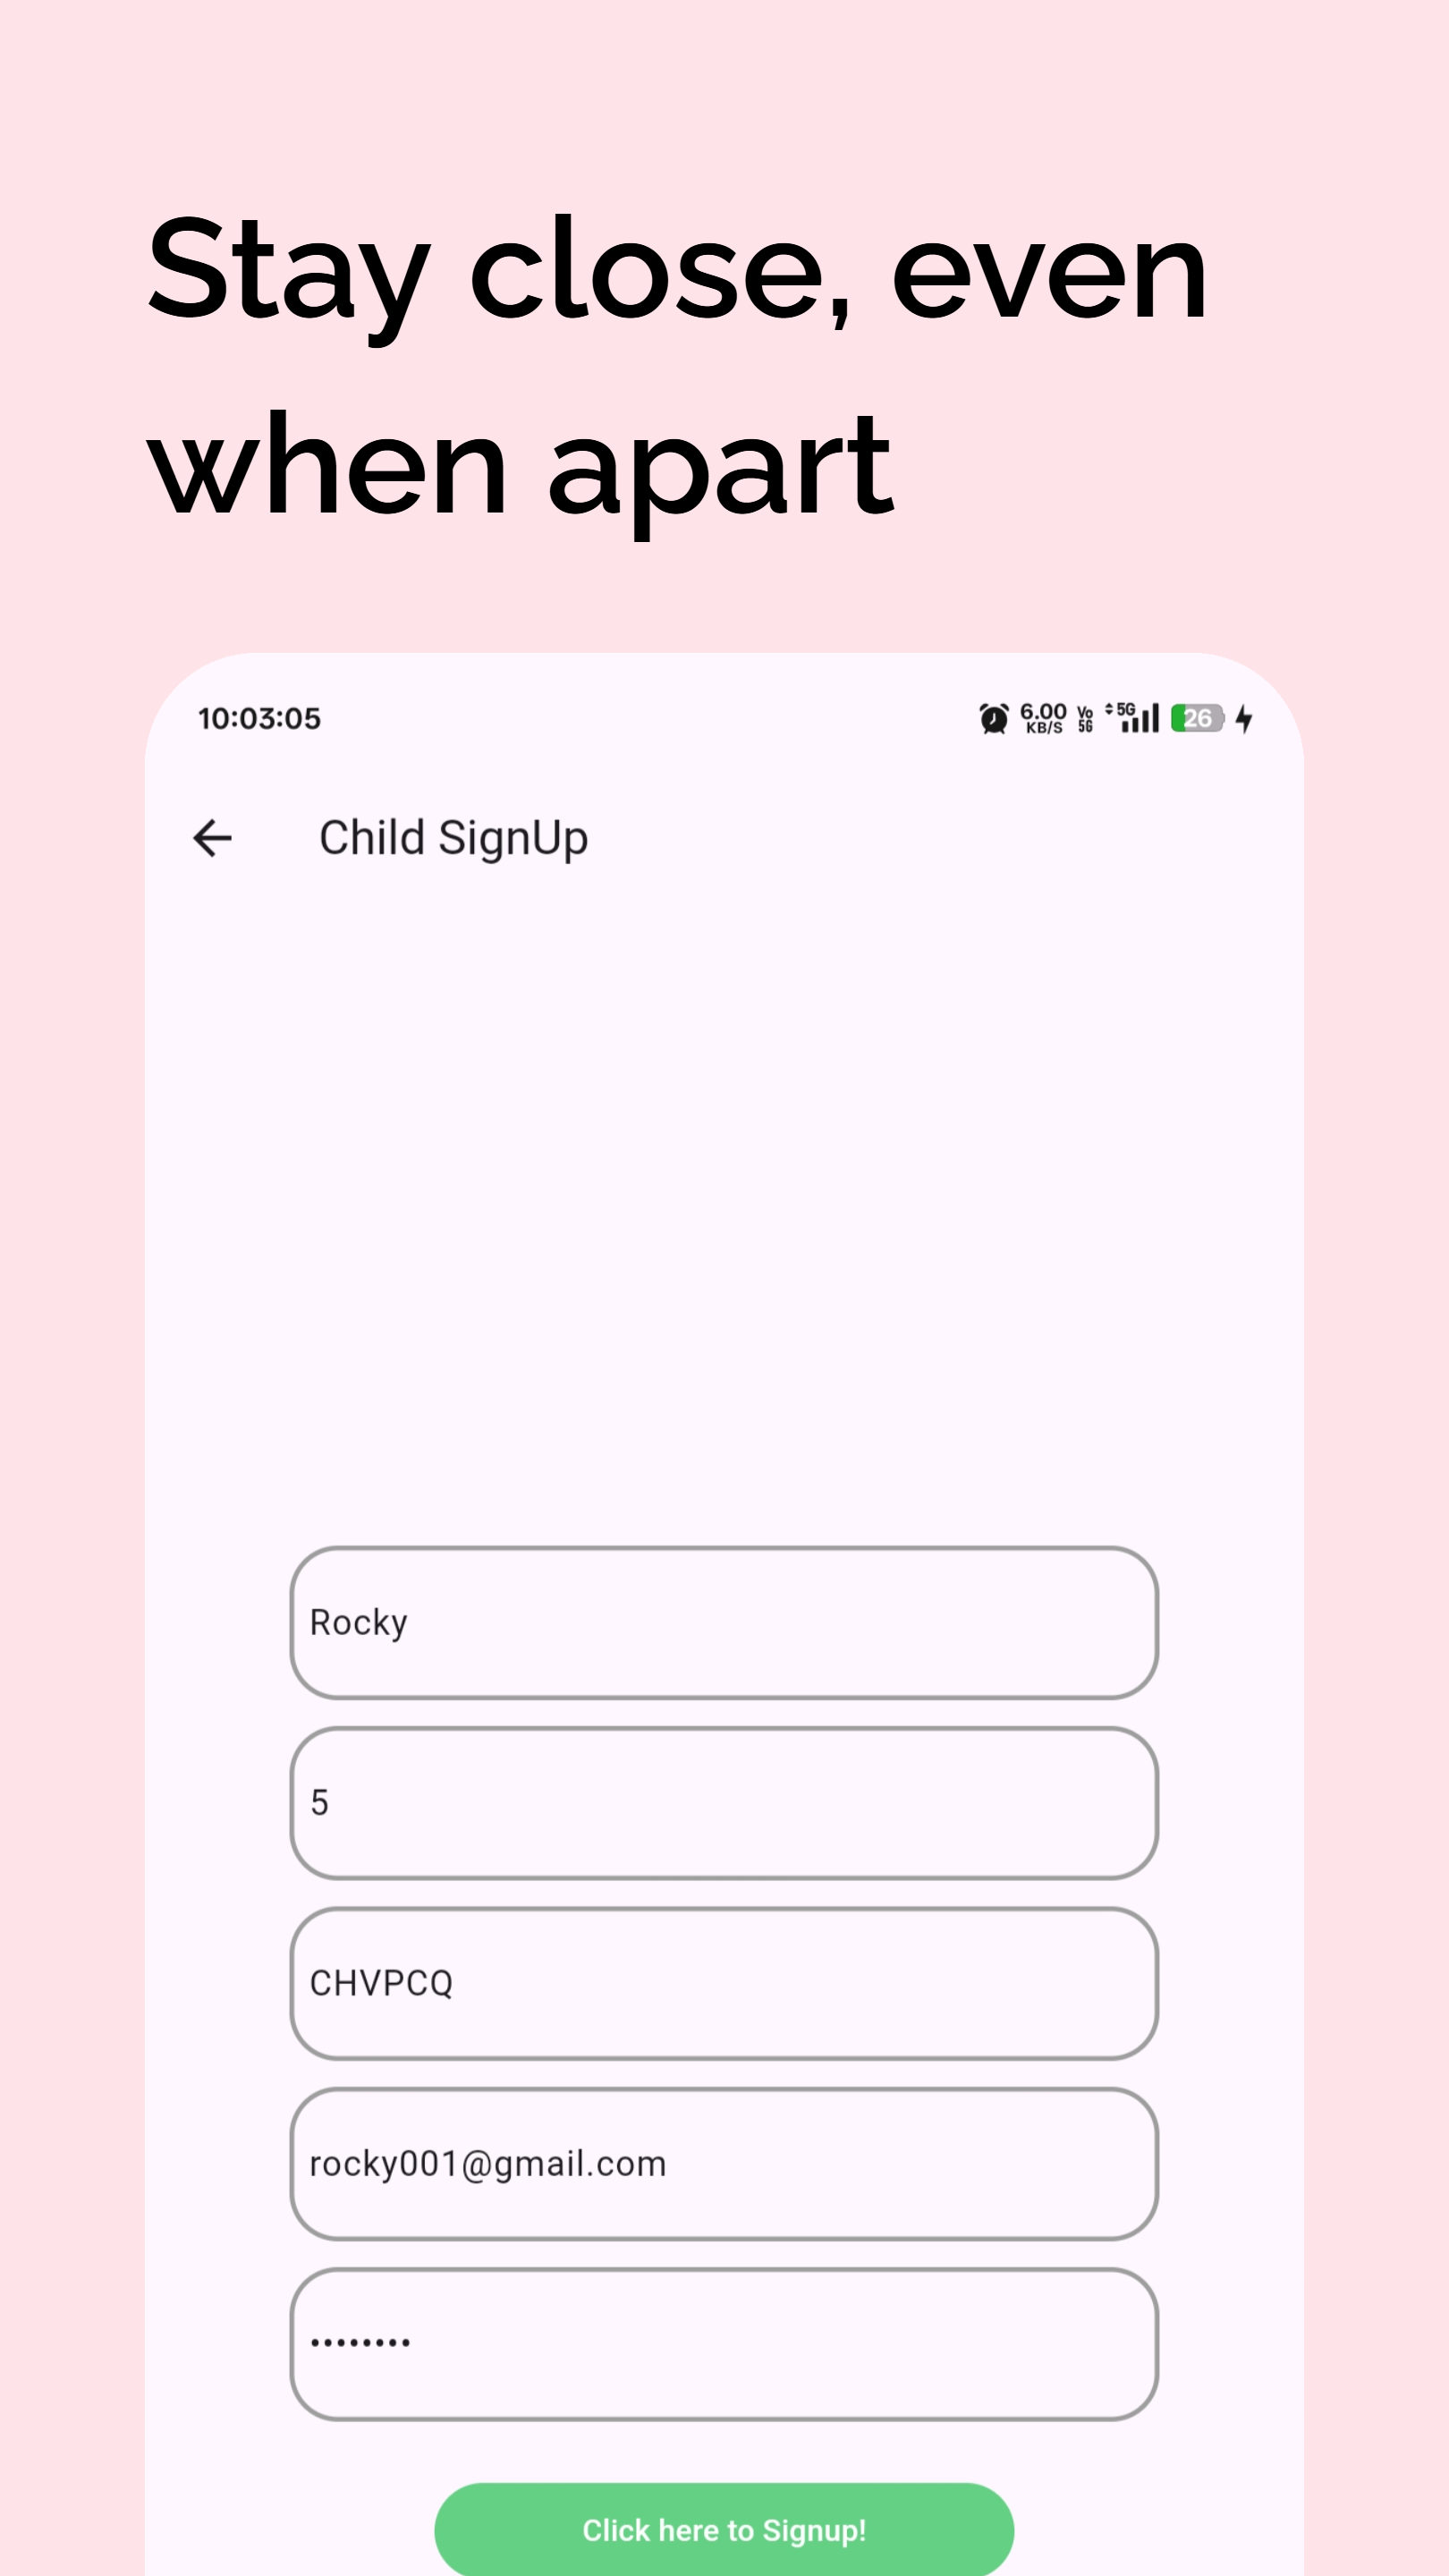 Stay close, even
when apart
10:03:05
6.00
KB/S
Vo
5G
5G
26
Child SignUp
Rocky
5
CHVPCQ
rocky001@gmail.com
••••••••
Click here to Signup!